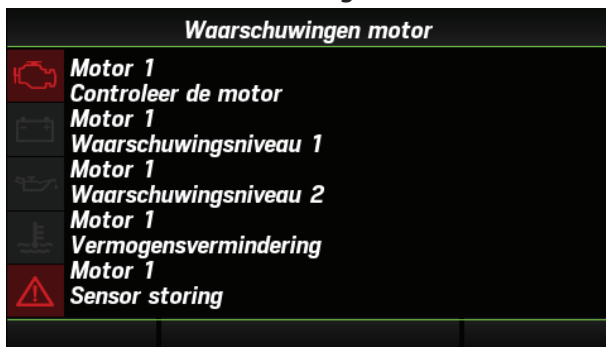 Waarschuwingen motor
Motor 1
Controleer de motor
Motor 1
Waarschuwingsniveau 1
Motor 1
Waarschuwingsniveau 2
Motor 1
Vermogensvermindering
Motor 1
Sensor storing